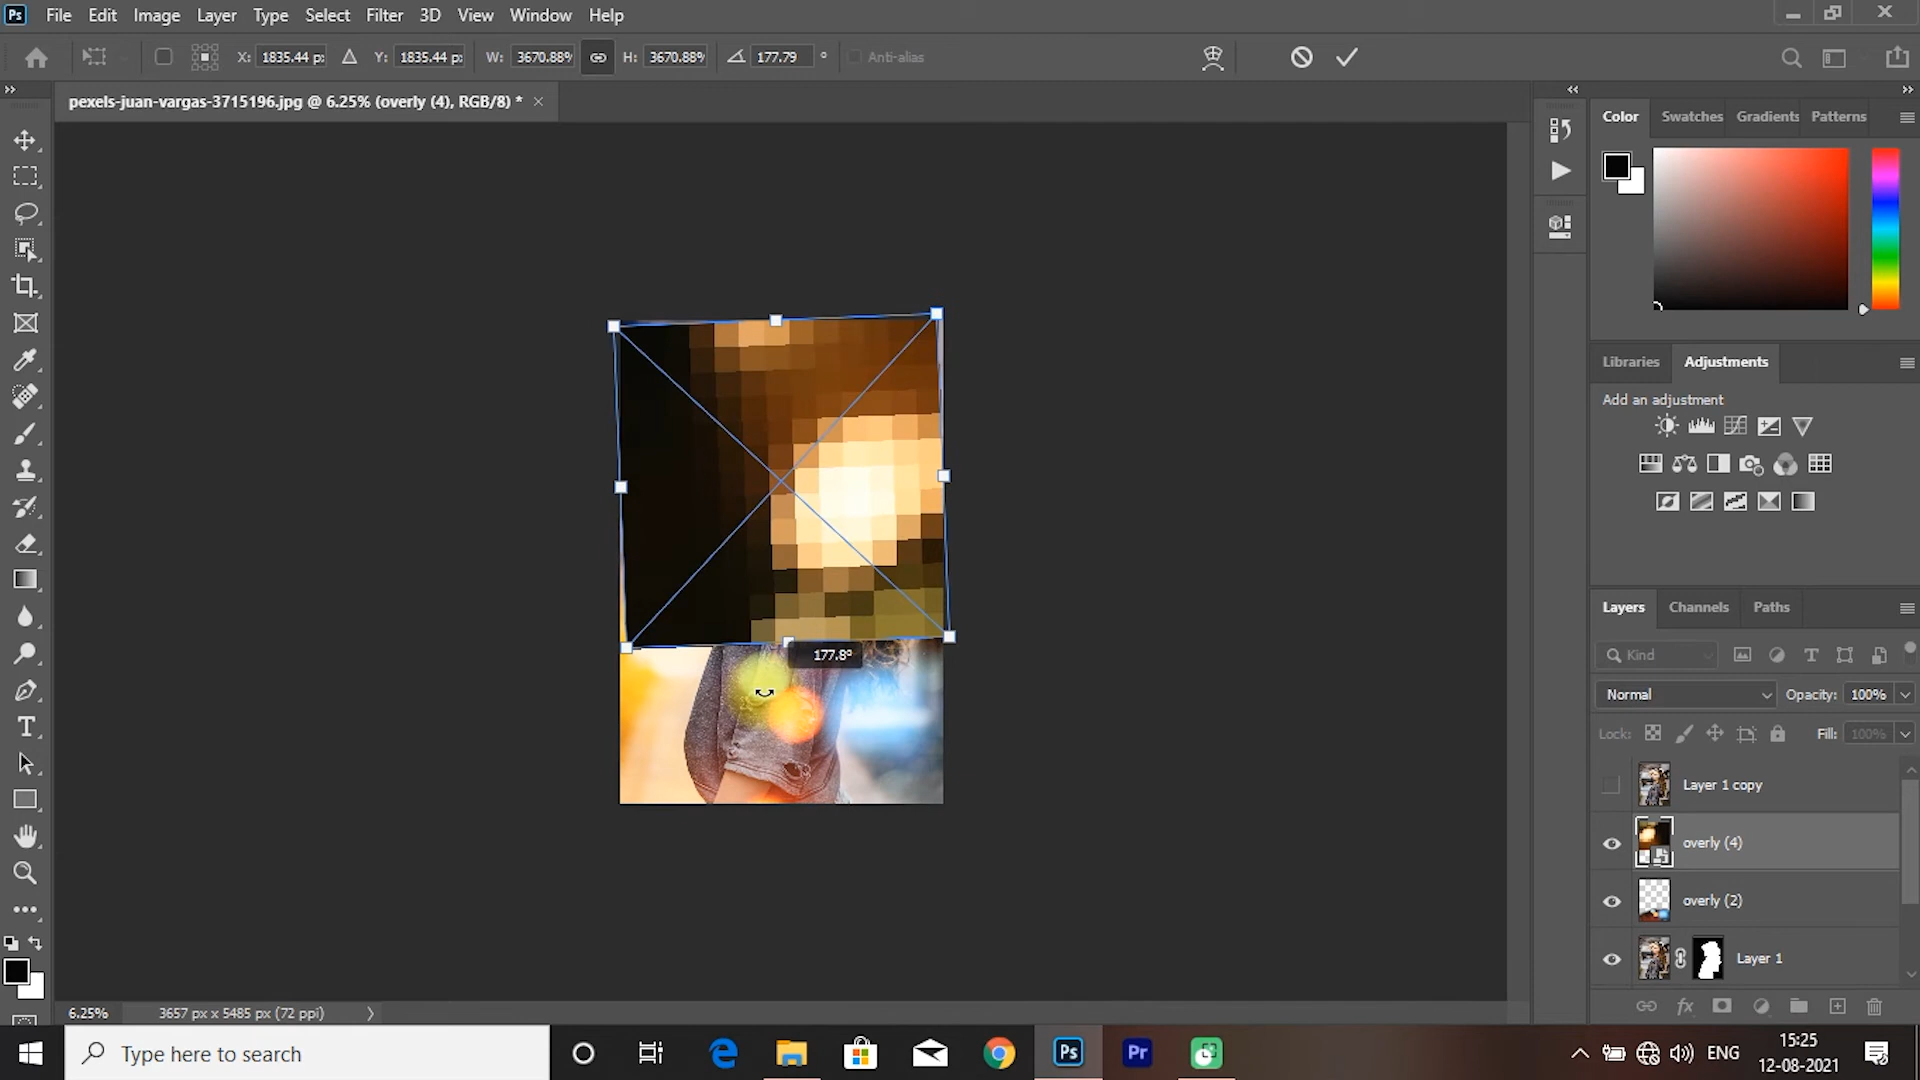 Ps File Edit Image Layer Type Select Filter 3D View Window Help
X: 1835.44 p Y: 1835.44 p W: 3670.88% H: 3670.88% 177.79 ° Anti-alias
pexels-juan-vargas-3715196.jpg @ 6.25% (overly (4), RGB/8) * ×
Color Swatches Gradients Patterns
Libraries Adjustments
Add an adjustment
Layers Channels Paths
Kind
177.8°
Normal Opacity: 100%
Lock: Fill: 100%
Layer 1 copy
overly (4)
overly (2)
Layer 1
6.25% 3657 px x 5485 px (72 ppi)
Type here to search
Ps Pr
ENG
15:25
12-08-2021